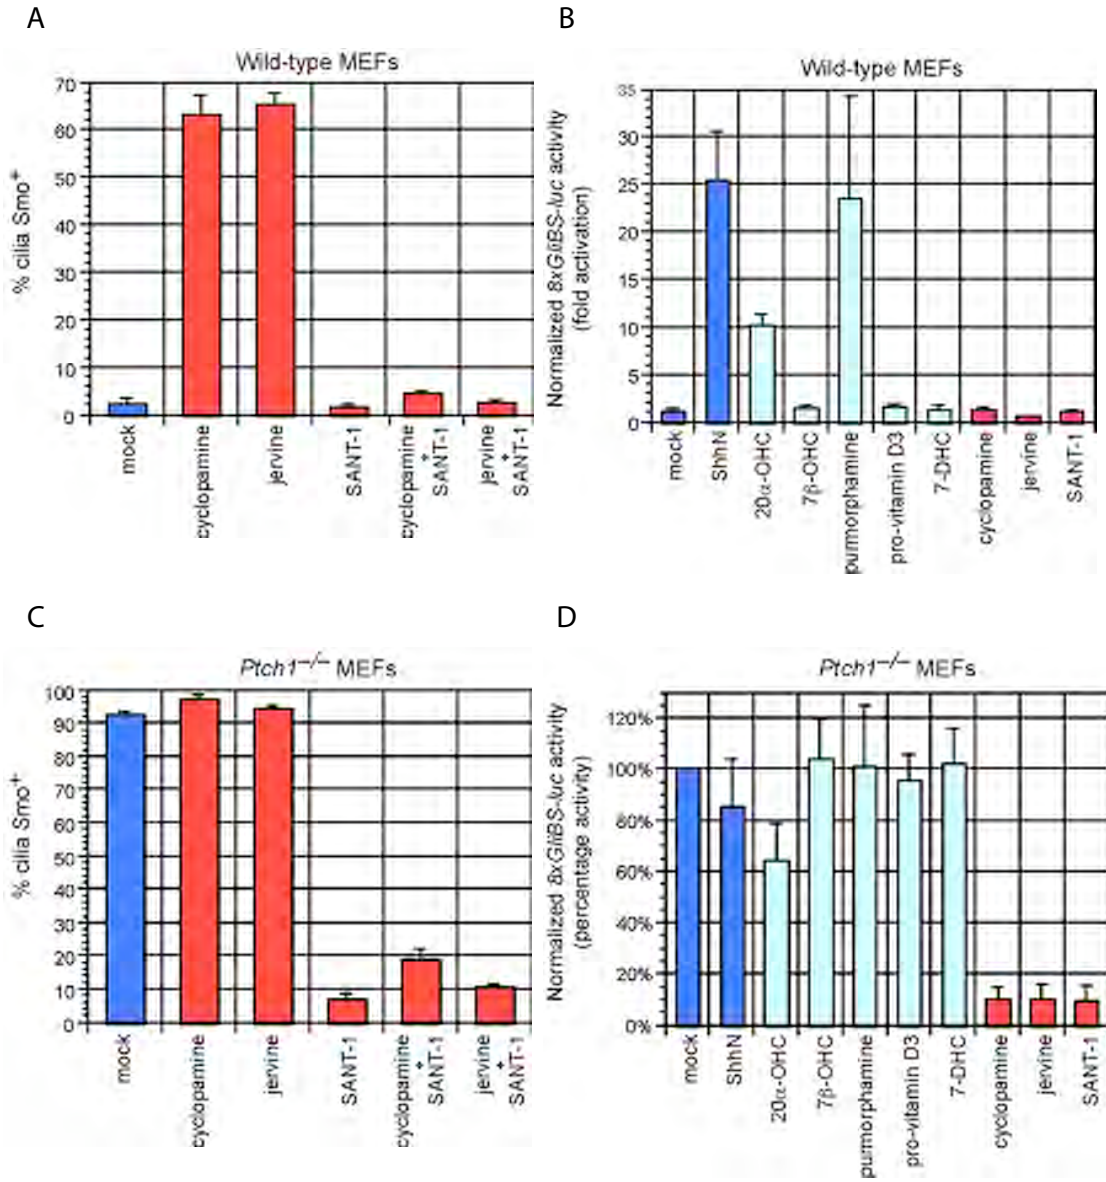 A
Wild-type MEFs
% cilia Smo+
70
60
50
40
30
20
10
0
mock
cyclopamine
jervine
SANT-1
cyclopamine
+
SANT-1
jervine
+
SANT-1
B
Wild-type MEFs
Normalized 8xGliBS-luc activity
(fold activation)
35
30
25
20
15
10
5
0
mock
ShhN
20α-OHC
7β-OHC
purmorphamine
pro-vitamin D3
7-DHC
cyclopamine
jervine
SANT-1
C
Ptch1–/– MEFs
% cilia Smo+
100
90
80
70
60
50
40
30
20
10
0
mock
cyclopamine
jervine
SANT-1
cyclopamine
+
SANT-1
jervine
+
SANT-1
D
Ptch1–/– MEFs
Normalized 8xGliBS-luc activity
(percentage activity)
120%
100%
80%
60%
40%
20%
0%
mock
ShhN
20α-OHC
7β-OHC
purmorphamine
pro-vitamin D3
7-DHC
cyclopamine
jervine
SANT-1